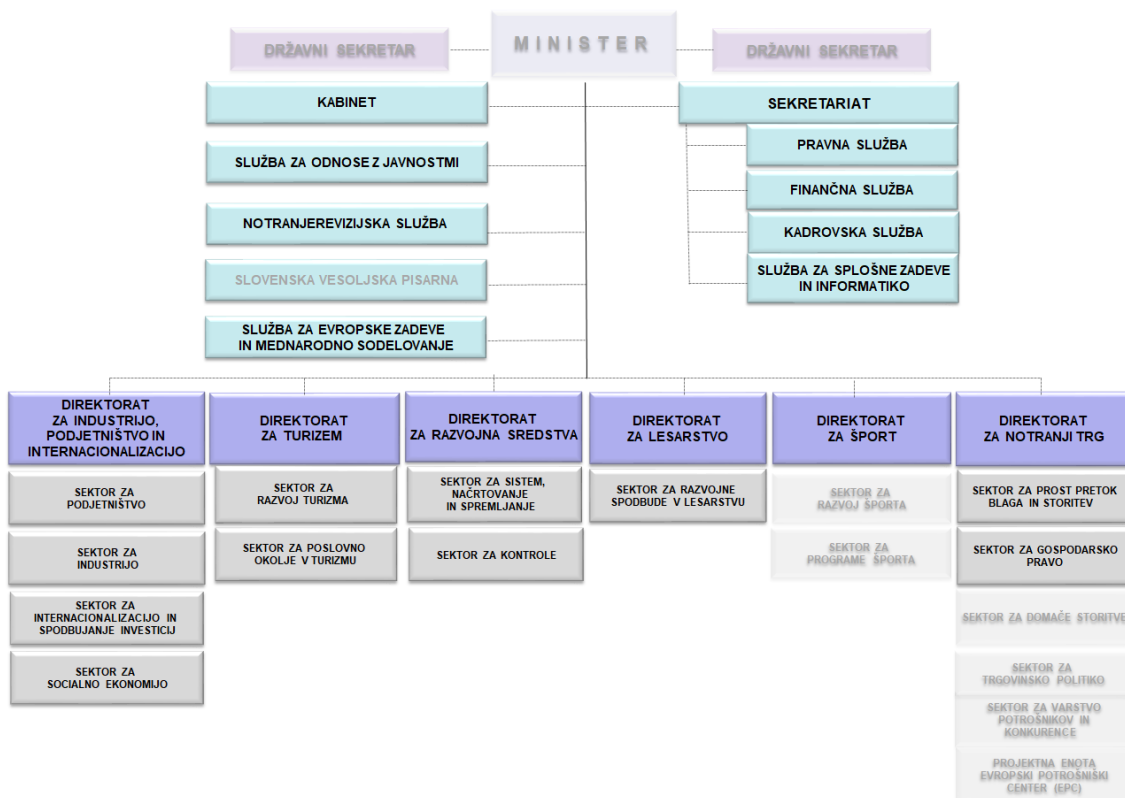 DRŽAVNI SEKRETAR
MINISTER
DRŽAVNI SEKRETAR
KABINET
SLUŽBA ZA ODNOSE Z JAVNOSTMI
NOTRANJEREVIZIJSKA SLUŽBA
SLOVENSKA VESOLJSKA PISARNA
SLUŽBA ZA EVROPSKE ZADEVE
IN MEDNARODNO SODELOVANJE
SEKRETARIAT
PRAVNA SLUŽBA
FINANČNA SLUŽBA
KADROVSKA SLUŽBA
SLUŽBA ZA SPLOŠNE ZADEVE
IN INFORMATIKO
DIREKTORAT
ZA INDUSTRIJO,
PODJETNIŠTVO IN
INTERNACIONALIZACIJO
SEKTOR ZA
PODJETNIŠTVO
SEKTOR ZA
INDUSTRIJO
SEKTOR ZA
INTERNACIONALIZACIJO IN
SPODBUJANJE INVESTICIJ
SEKTOR ZA
SOCIALNO EKONOMIJO
DIREKTORAT
ZA TURIZEM
SEKTOR ZA
RAZVOJ TURIZMA
SEKTOR ZA POSLOVNO
OKOLJE V TURIZMU
DIREKTORAT
ZA RAZVOJNA SREDSTVA
SEKTOR ZA SISTEM,
NAČRTOVANJE
IN SPREMLJANJE
SEKTOR ZA KONTROLE
DIREKTORAT
ZA LESARSTVO
SEKTOR ZA RAZVOJNE
SPODBUDE V LESARSTVU
DIREKTORAT
ZA ŠPORT
SEKTOR ZA
RAZVOJ ŠPORTA
SEKTOR ZA
PROGRAME ŠPORTA
DIREKTORAT
ZA NOTRANJI TRG
SEKTOR ZA PROST PRETOK
BLAGA IN STORITEV
SEKTOR ZA GOSPODARSKO
PRAVO
SEKTOR ZA DOMAČE STORITVE
SEKTOR ZA
TRGOVINSKO POLITIKO
SEKTOR ZA VARSTVO
POTROŠNIKOV IN
KONKURENCE
PROJEKTNA ENOTA
EVROPSKI POTROŠNIŠKI
CENTER (EPC)